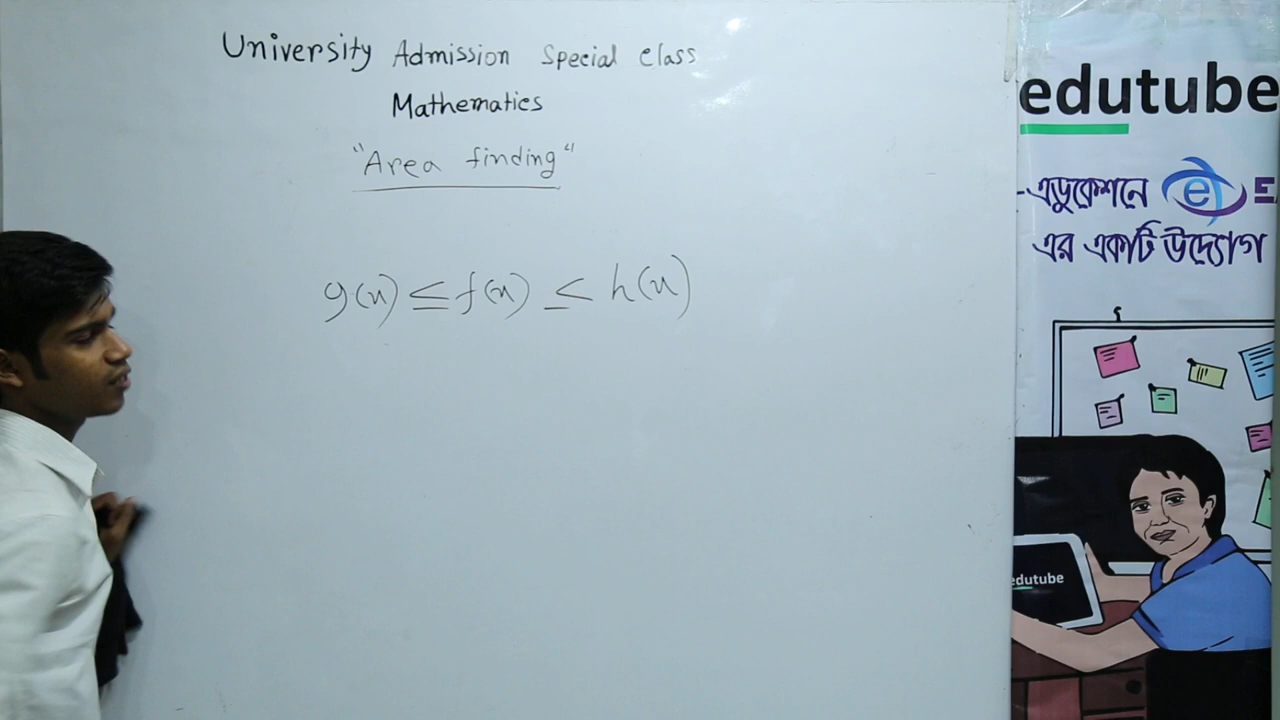 University Admission Special Class
Mathematics
"Area finding"
g(x) ≤ f(x) ≤ h(x)
edutube
-এডুকেশনে e E
এর একটি উদ্যোগ
edutube